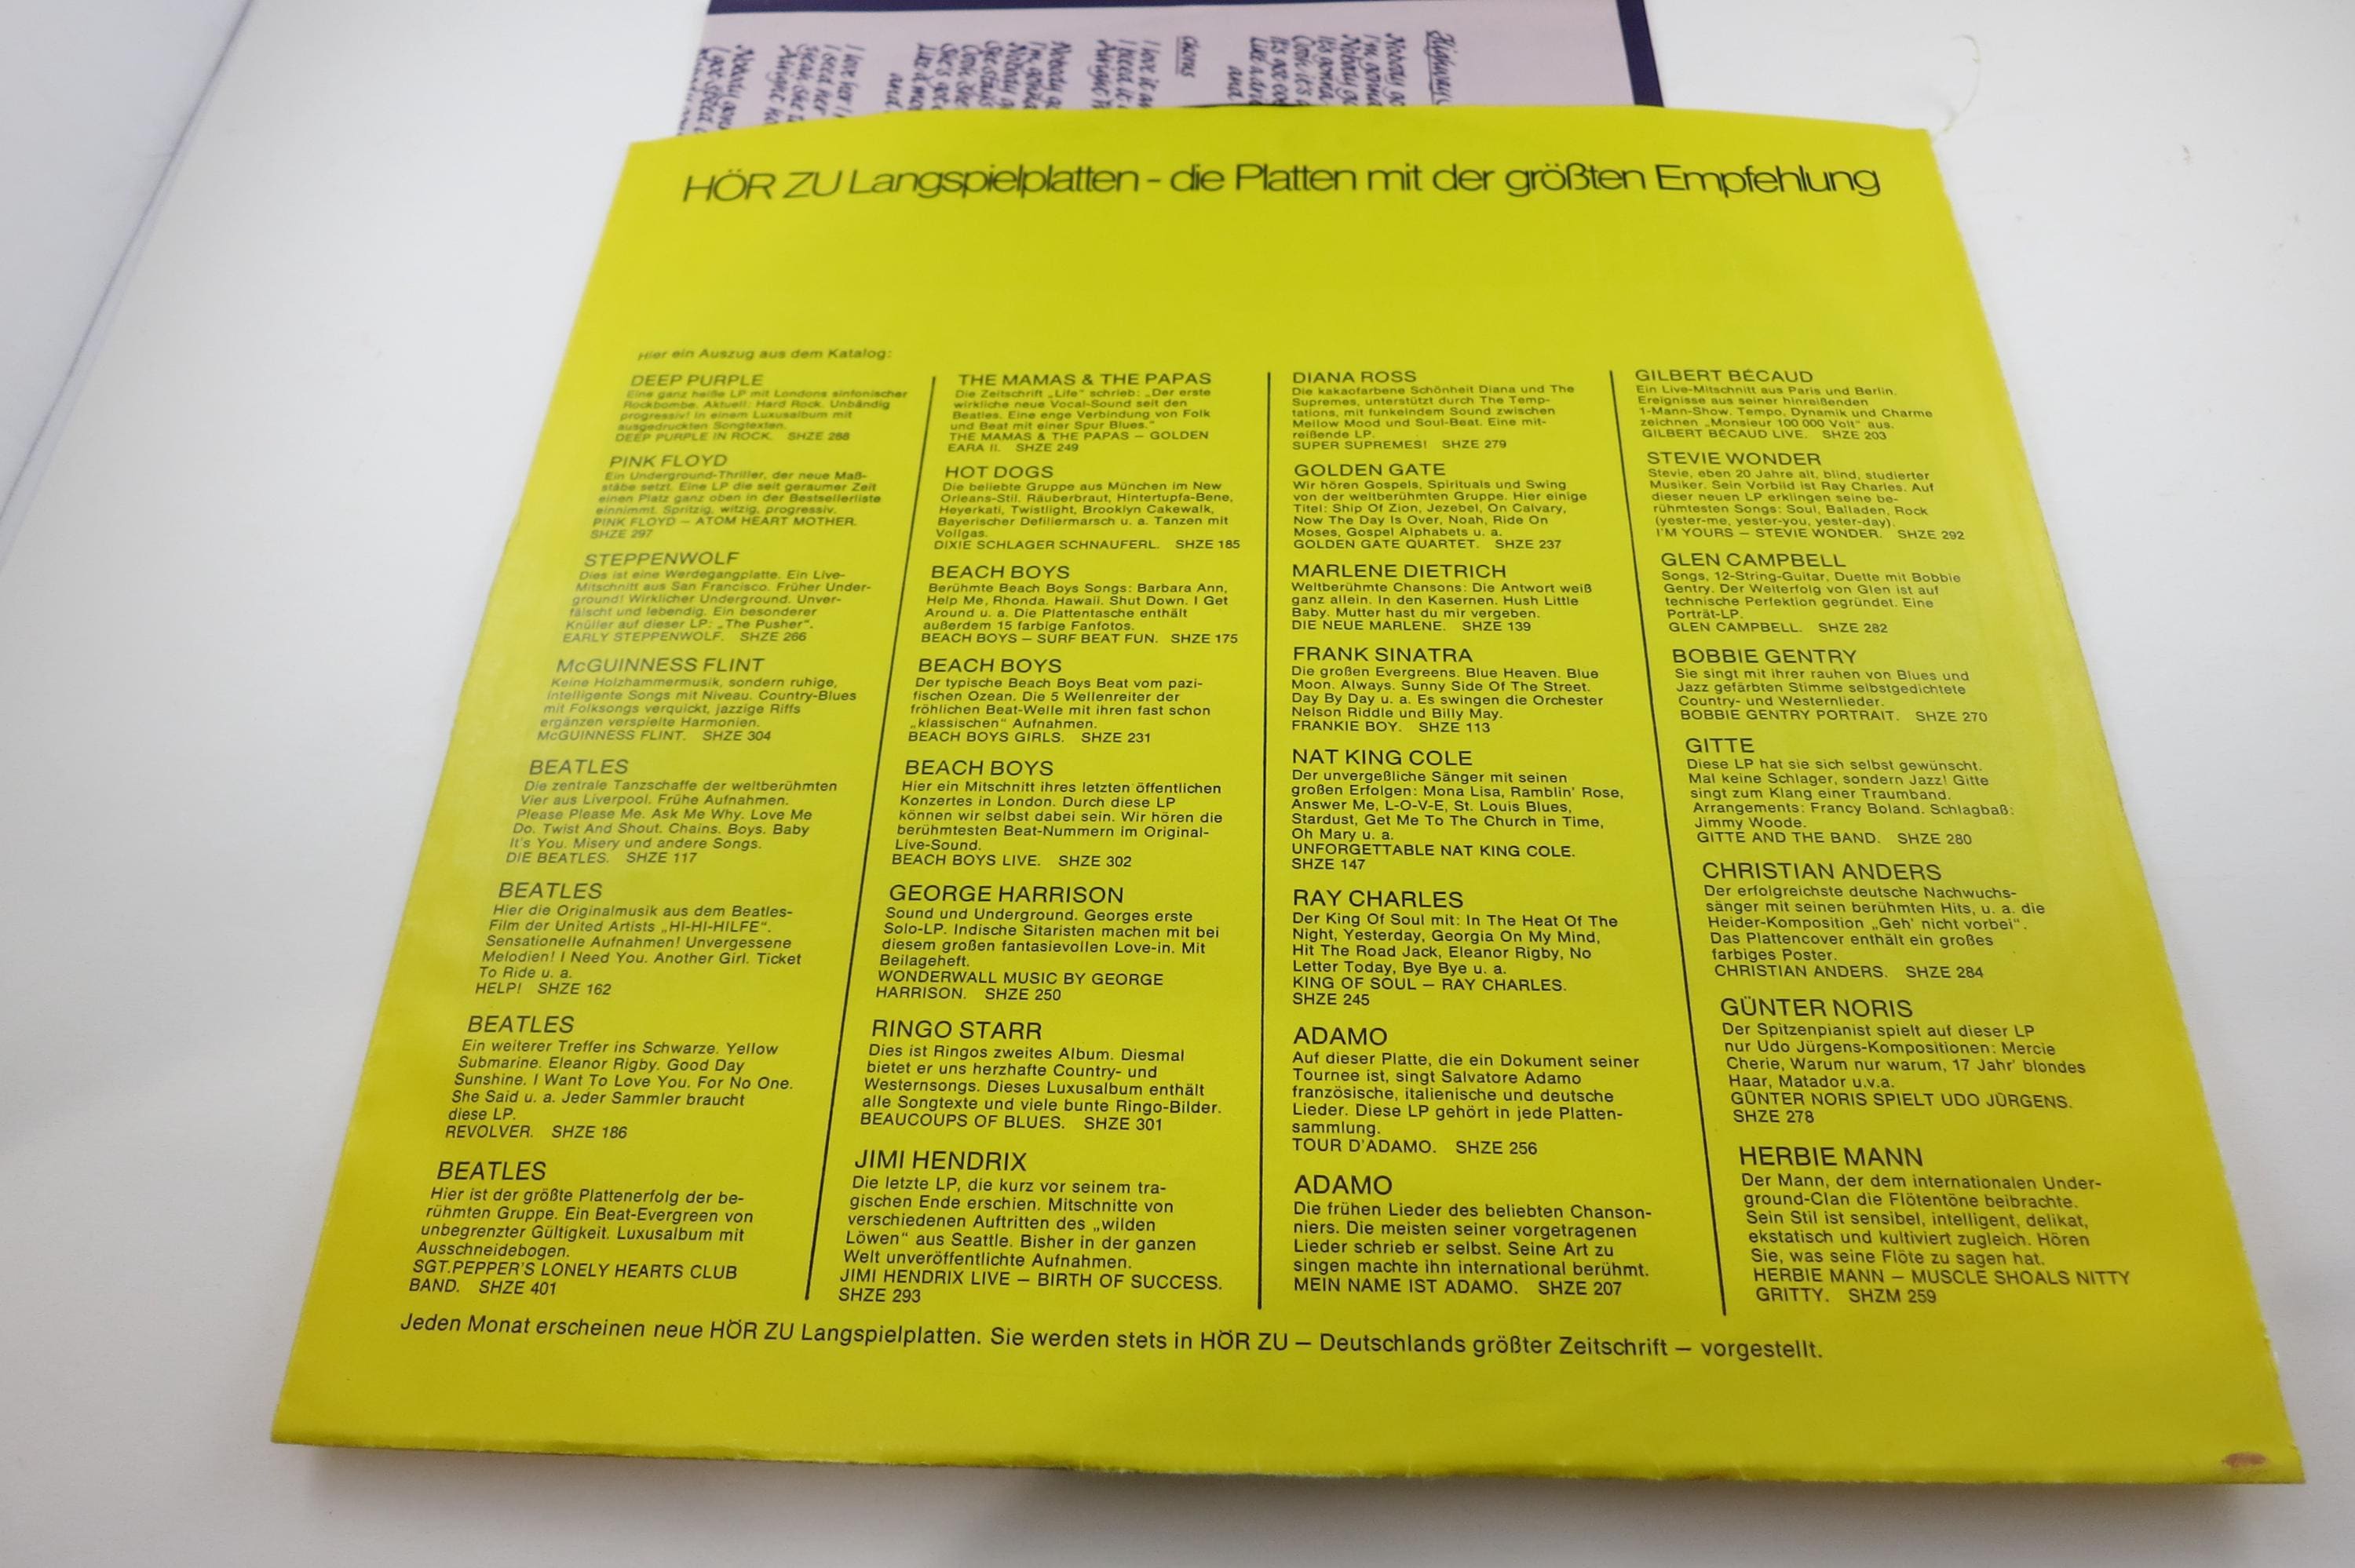 Highway
Nobody
I'm gonna
Nobody
It's gonna
It's got
and
chorus
I love it
I need it
Nobody
I'm gonna
Nobody
She's got
and
I love her
I need her
Nobody gonna
HÖR ZU Langspielplatten - die Platten mit der größten Empfehlung
Hier ein Auszug aus dem Katalog:
DEEP PURPLE
Eine ganz heiße LP mit Londons sinfonischer
Rockbombe. Aktuell: Hard Rock. Unbändig
progressiv! In einem Luxusalbum mit
ausgedruckten Songtexten.
DEEP PURPLE IN ROCK. SHZE 288
PINK FLOYD
Ein Underground-Thriller, der neue Maß-
stäbe setzt. Eine LP die seit geraumer Zeit
einen Platz ganz oben in der Bestsellerliste
einnimmt. Spritzig, witzig, progressiv.
PINK FLOYD – ATOM HEART MOTHER.
SHZE 297
STEPPENWOLF
Dies ist eine Werdegangplatte. Ein Live-
Mitschnitt aus San Francisco. Früher Under-
ground! Wirklicher Underground. Unver-
fälscht und lebendig. Ein besonderer
Knüller auf dieser LP: „The Pusher“.
EARLY STEPPENWOLF. SHZE 266
McGUINNESS FLINT
Keine Holzhammermusik, sondern ruhige,
intelligente Songs mit Niveau. Country-Blues
mit Folksongs verquickt, jazzige Riffs
ergänzen verspielte Harmonien.
McGUINNESS FLINT. SHZE 304
BEATLES
Die zentrale Tanzschaffe der weltberühmten
Vier aus Liverpool. Frühe Aufnahmen.
Please Please Me. Ask Me Why. Love Me
Do. Twist And Shout. Chains. Boys. Baby
It's You. Misery und andere Songs.
DIE BEATLES. SHZE 117
BEATLES
Hier die Originalmusik aus dem Beatles-
Film der United Artists „HI-HI-HILFE“.
Sensationelle Aufnahmen! Unvergessene
Melodien! I Need You. Another Girl. Ticket
To Ride u. a.
HELP! SHZE 162
BEATLES
Ein weiterer Treffer ins Schwarze. Yellow
Submarine. Eleanor Rigby. Good Day
Sunshine. I Want To Love You. For No One.
She Said u. a. Jeder Sammler braucht
diese LP.
REVOLVER. SHZE 186
BEATLES
Hier ist der größte Plattenerfolg der be-
rühmten Gruppe. Ein Beat-Evergreen von
unbegrenzter Gültigkeit. Luxusalbum mit
Ausschneidebogen.
SGT.PEPPER'S LONELY HEARTS CLUB
BAND. SHZE 401
THE MAMAS & THE PAPAS
Die Zeitschrift „Life“ schrieb: „Der erste
wirkliche neue Vocal-Sound seit den
Beatles. Eine enge Verbindung von Folk
und Beat mit einer Spur Blues.“
THE MAMAS & THE PAPAS – GOLDEN
EARA II. SHZE 249
HOT DOGS
Die beliebte Gruppe aus München im New
Orleans-Stil. Räuberbraut, Hintertupfa-Bene,
Heyerkati, Twistlight, Brooklyn Cakewalk,
Bayerischer Defiliermarsch u. a. Tanzen mit
Vollgas.
DIXIE SCHLAGER SCHNAUFERL. SHZE 185
BEACH BOYS
Berühmte Beach Boys Songs: Barbara Ann,
Help Me, Rhonda. Hawaii. Shut Down. I Get
Around u. a. Die Plattentasche enthält
außerdem 15 farbige Fanfotos.
BEACH BOYS – SURF BEAT FUN. SHZE 175
BEACH BOYS
Der typische Beach Boys Beat vom pazi-
fischen Ozean. Die 5 Wellenreiter der
fröhlichen Beat-Welle mit ihren fast schon
„klassischen“ Aufnahmen.
BEACH BOYS GIRLS. SHZE 231
BEACH BOYS
Hier ein Mitschnitt ihres letzten öffentlichen
Konzertes in London. Durch diese LP
können wir selbst dabei sein. Wir hören die
berühmtesten Beat-Nummern im Original-
Live-Sound.
BEACH BOYS LIVE. SHZE 302
GEORGE HARRISON
Sound und Underground. Georges erste
Solo-LP. Indische Sitaristen machen mit bei
diesem großen fantasievollen Love-in. Mit
Beilageheft.
WONDERWALL MUSIC BY GEORGE
HARRISON. SHZE 250
RINGO STARR
Dies ist Ringos zweites Album. Diesmal
bietet er uns herzhafte Country- und
Westernsongs. Dieses Luxusalbum enthält
alle Songtexte und viele bunte Ringo-Bilder.
BEAUCOUPS OF BLUES. SHZE 301
JIMI HENDRIX
Die letzte LP, die kurz vor seinem tra-
gischen Ende erschien. Mitschnitte von
verschiedenen Auftritten des „wilden
Löwen“ aus Seattle. Bisher in der ganzen
Welt unveröffentlichte Aufnahmen.
JIMI HENDRIX LIVE – BIRTH OF SUCCESS.
SHZE 293
DIANA ROSS
Die kakaofarbene Schönheit Diana und The
Supremes, unterstützt durch The Temp-
tations, mit funkelndem Sound zwischen
Mellow Mood und Soul-Beat. Eine mit-
reißende LP.
SUPER SUPREMES! SHZE 279
GOLDEN GATE
Wir hören Gospels, Spirituals und Swing
von der weltberühmten Gruppe. Hier einige
Titel: Ship Of Zion, Jezebel, On Calvary,
Now The Day Is Over, Noah, Ride On
Moses, Gospel Alphabets u. a.
GOLDEN GATE QUARTET. SHZE 237
MARLENE DIETRICH
Weltberühmte Chansons: Die Antwort weiß
ganz allein. In den Kasernen. Hush Little
Baby. Mutter hast du mir vergeben.
DIE NEUE MARLENE. SHZE 139
FRANK SINATRA
Die großen Evergreens. Blue Heaven. Blue
Moon. Always. Sunny Side Of The Street.
Day By Day u. a. Es swingen die Orchester
Nelson Riddle und Billy May.
FRANKIE BOY. SHZE 113
NAT KING COLE
Der unvergeßliche Sänger mit seinen
großen Erfolgen: Mona Lisa, Ramblin' Rose,
Answer Me, L-O-V-E, St. Louis Blues,
Stardust, Get Me To The Church in Time,
Oh Mary u. a.
UNFORGETTABLE NAT KING COLE.
SHZE 147
RAY CHARLES
Der King Of Soul mit: In The Heat Of The
Night, Yesterday, Georgia On My Mind,
Hit The Road Jack, Eleanor Rigby, No
Letter Today, Bye Bye u. a.
KING OF SOUL – RAY CHARLES.
SHZE 245
ADAMO
Auf dieser Platte, die ein Dokument seiner
Tournee ist, singt Salvatore Adamo
französische, italienische und deutsche
Lieder. Diese LP gehört in jede Platten-
sammlung.
TOUR D'ADAMO. SHZE 256
ADAMO
Die frühen Lieder des beliebten Chanson-
niers. Die meisten seiner vorgetragenen
Lieder schrieb er selbst. Seine Art zu
singen machte ihn international berühmt.
MEIN NAME IST ADAMO. SHZE 207
GILBERT BÉCAUD
Ein Live-Mitschnitt aus Paris und Berlin.
Ereignisse aus seiner hinreißenden
1-Mann-Show. Tempo, Dynamik und Charme
zeichnen „Monsieur 100 000 Volt“ aus.
GILBERT BÉCAUD LIVE. SHZE 203
STEVIE WONDER
Stevie, eben 20 Jahre alt, blind, studierter
Musiker. Sein Vorbild ist Ray Charles. Auf
dieser neuen LP erklingen seine be-
rühmtesten Songs: Soul, Balladen, Rock
(yester-me, yester-you, yester-day).
I'M YOURS – STEVIE WONDER. SHZE 292
GLEN CAMPBELL
Songs, 12-String-Guitar, Duette mit Bobbie
Gentry. Der Welterfolg von Glen ist auf
technische Perfektion gegründet. Eine
Porträt-LP.
GLEN CAMPBELL. SHZE 282
BOBBIE GENTRY
Sie singt mit ihrer rauhen von Blues und
Jazz gefärbten Stimme selbstgedichtete
Country- und Westernlieder.
BOBBIE GENTRY PORTRAIT. SHZE 270
GITTE
Diese LP hat sie sich selbst gewünscht.
Mal keine Schlager, sondern Jazz! Gitte
singt zum Klang einer Traumband.
Arrangements: Francy Boland. Schlagbaß:
Jimmy Woode.
GITTE AND THE BAND. SHZE 280
CHRISTIAN ANDERS
Der erfolgreichste deutsche Nachwuchs-
sänger mit seinen berühmten Hits, u. a. die
Heider-Komposition „Geh' nicht vorbei“.
Das Plattencover enthält ein großes
farbiges Poster.
CHRISTIAN ANDERS. SHZE 284
GÜNTER NORIS
Der Spitzenpianist spielt auf dieser LP
nur Udo Jürgens-Kompositionen: Mercie
Cherie, Warum nur warum, 17 Jahr' blondes
Haar, Matador u.v.a.
GÜNTER NORIS SPIELT UDO JÜRGENS.
SHZE 278
HERBIE MANN
Der Mann, der dem internationalen Under-
ground-Clan die Flötentöne beibrachte.
Sein Stil ist sensibel, intelligent, delikat,
ekstatisch und kultiviert zugleich. Hören
Sie, was seine Flöte zu sagen hat.
HERBIE MANN – MUSCLE SHOALS NITTY
GRITTY. SHZM 259
Jeden Monat erscheinen neue HÖR ZU Langspielplatten. Sie werden stets in HÖR ZU – Deutschlands größter Zeitschrift – vorgestellt.